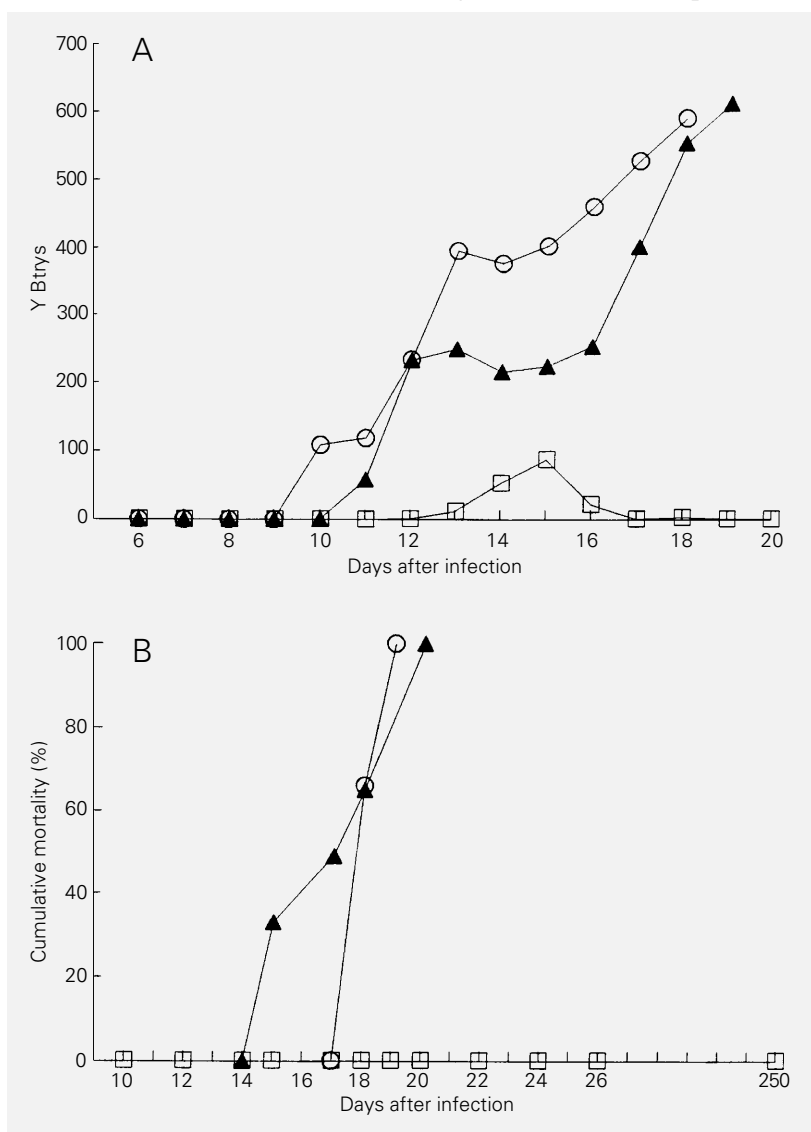 A
700
600
500
400
300
200
100
0
Y Btrys
6 8 10 12 14 16 18 20
Days after infection
B
100
80
60
40
20
0
Cumulative mortality (%)
10 12 14 16 18 20 22 24 26 250
Days after infection